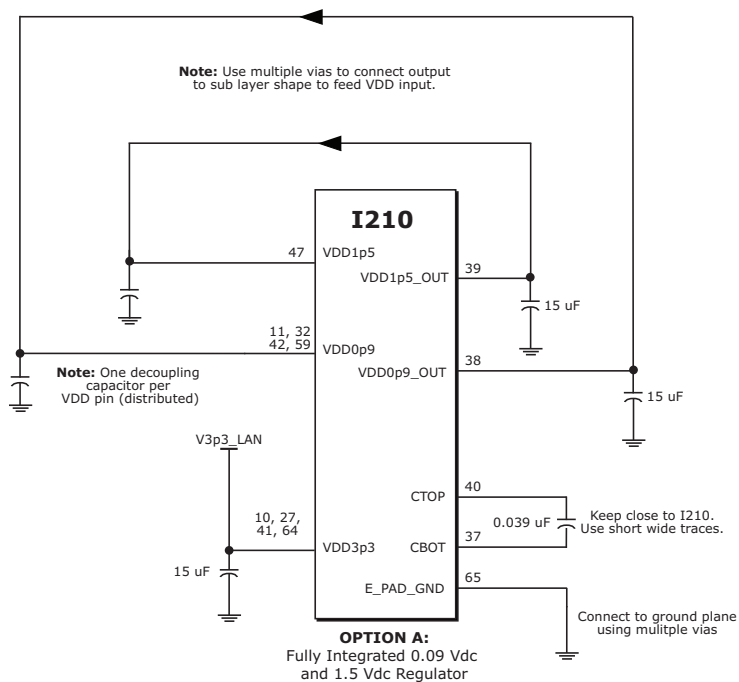 Note: Use multiple vias to connect output
to sub layer shape to feed VDD input.
I210
47
VDD1p5
VDD1p5_OUT
39
15 uF
11, 32
42, 59
VDD0p9
VDD0p9_OUT
38
15 uF
Note: One decoupling
capacitor per
VDD pin (distributed)
V3p3_LAN
10, 27,
41, 64
VDD3p3
15 uF
CTOP
40
0.039 uF
Keep close to I210.
Use short wide traces.
CBOT
37
E_PAD_GND
65
Connect to ground plane
using mulitple vias
OPTION A:
Fully Integrated 0.09 Vdc
and 1.5 Vdc Regulator